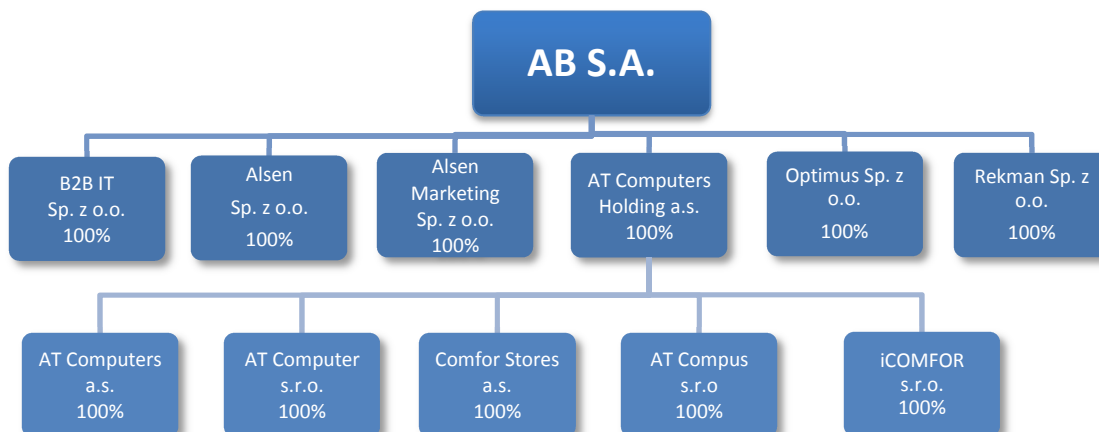 AB S.A.
B2B IT
Sp. z o.o.
100%
Alsen
Sp. z o.o.
100%
Alsen
Marketing
Sp. z o.o.
100%
AT Computers
Holding a.s.
100%
Optimus Sp. z
o.o.
100%
Rekman Sp. z
o.o.
100%
AT Computers
a.s.
100%
AT Computer
s.r.o.
100%
Comfor Stores
a.s.
100%
AT Compus
s.r.o
100%
iCOMFOR
s.r.o.
100%